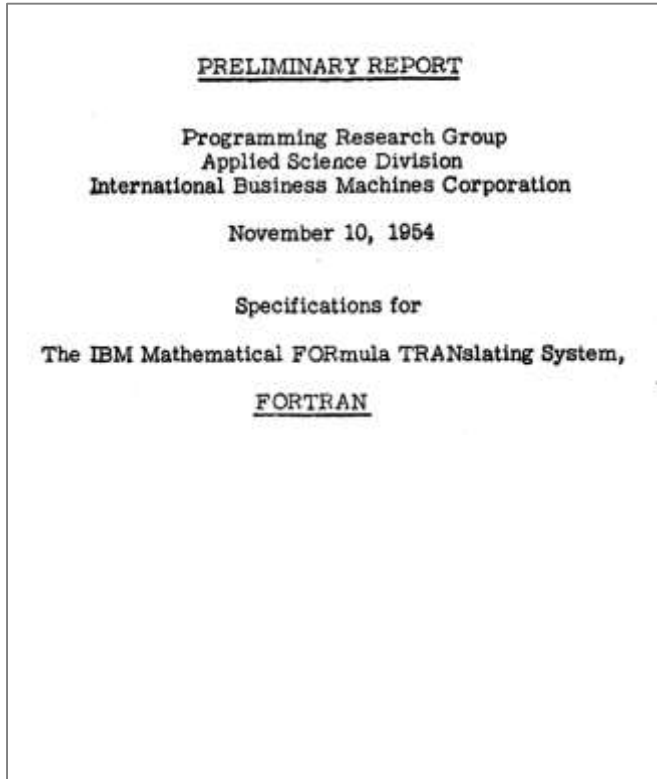 PRELIMINARY REPORT
Programming Research Group
Applied Science Division
International Business Machines Corporation
November 10, 1954
Specifications for
The IBM Mathematical FORmula TRANslating System,
FORTRAN